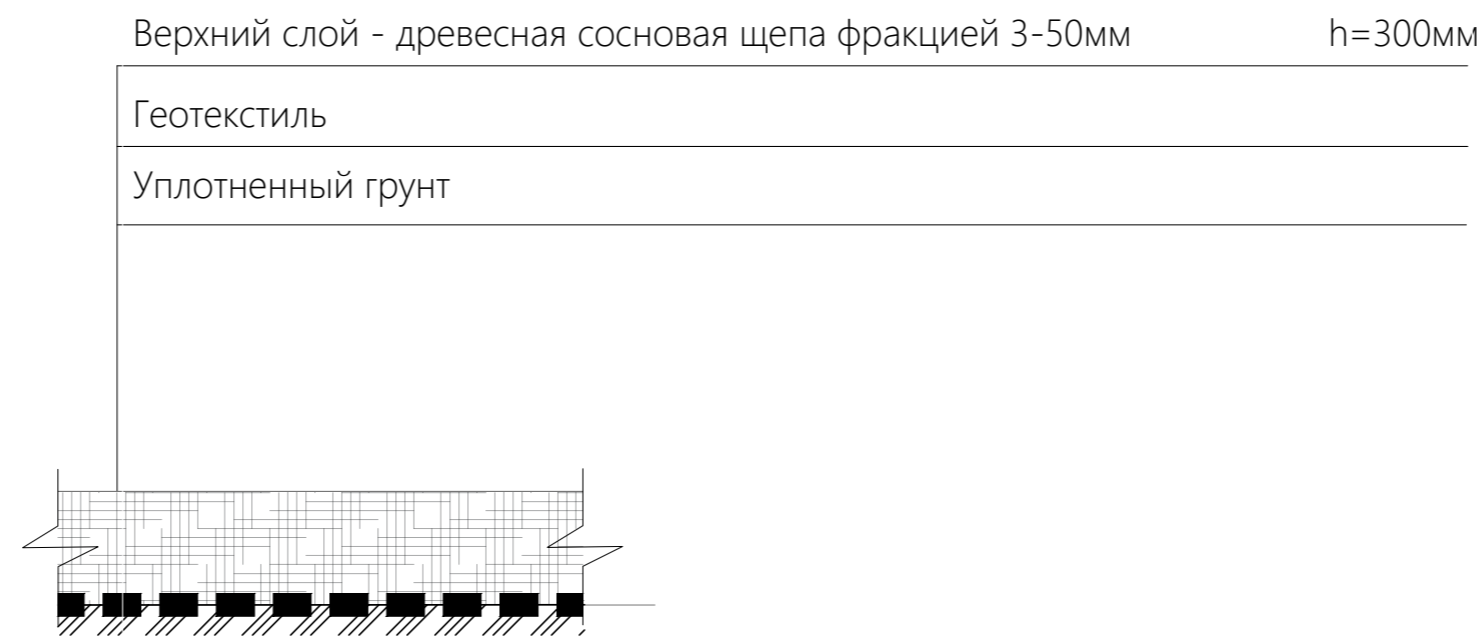 Верхний слой - древесная сосновая щепа фракцией 3-50мм h=300мм
Геотекстиль
Уплотненный грунт